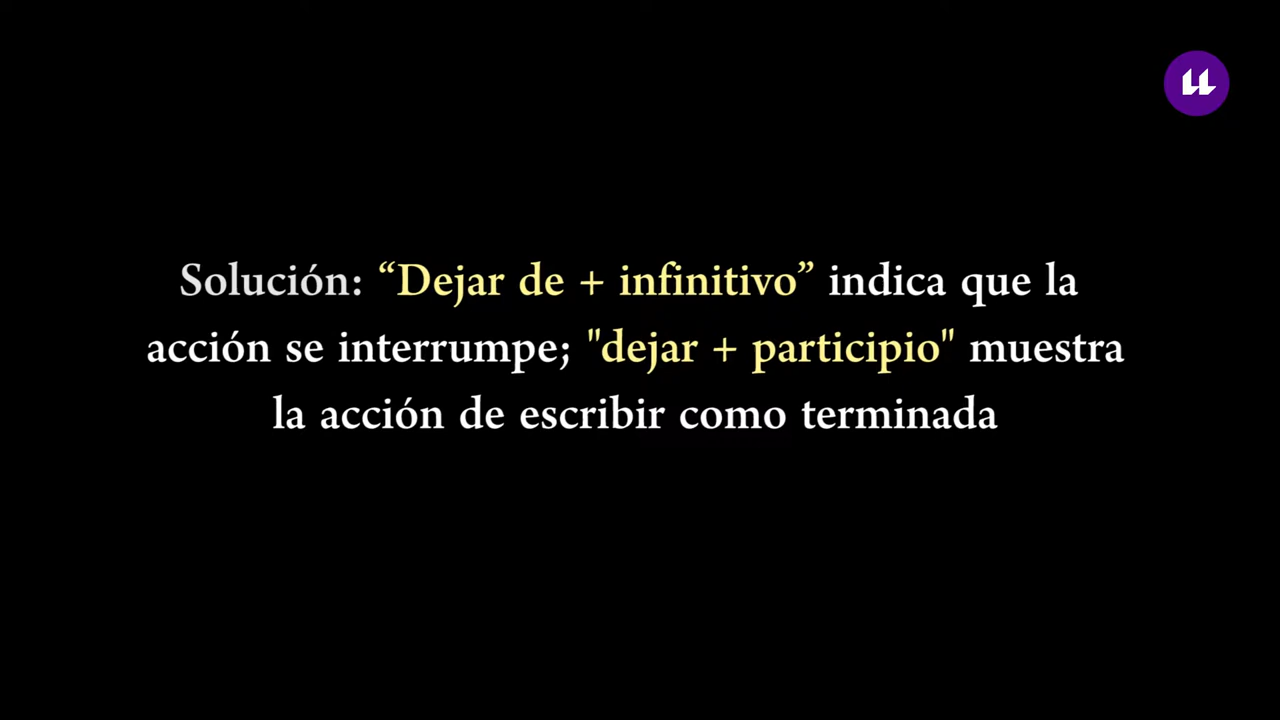 Solución: “Dejar de + infinitivo” indica que la
acción se interrumpe; "dejar + participio" muestra
la acción de escribir como terminada